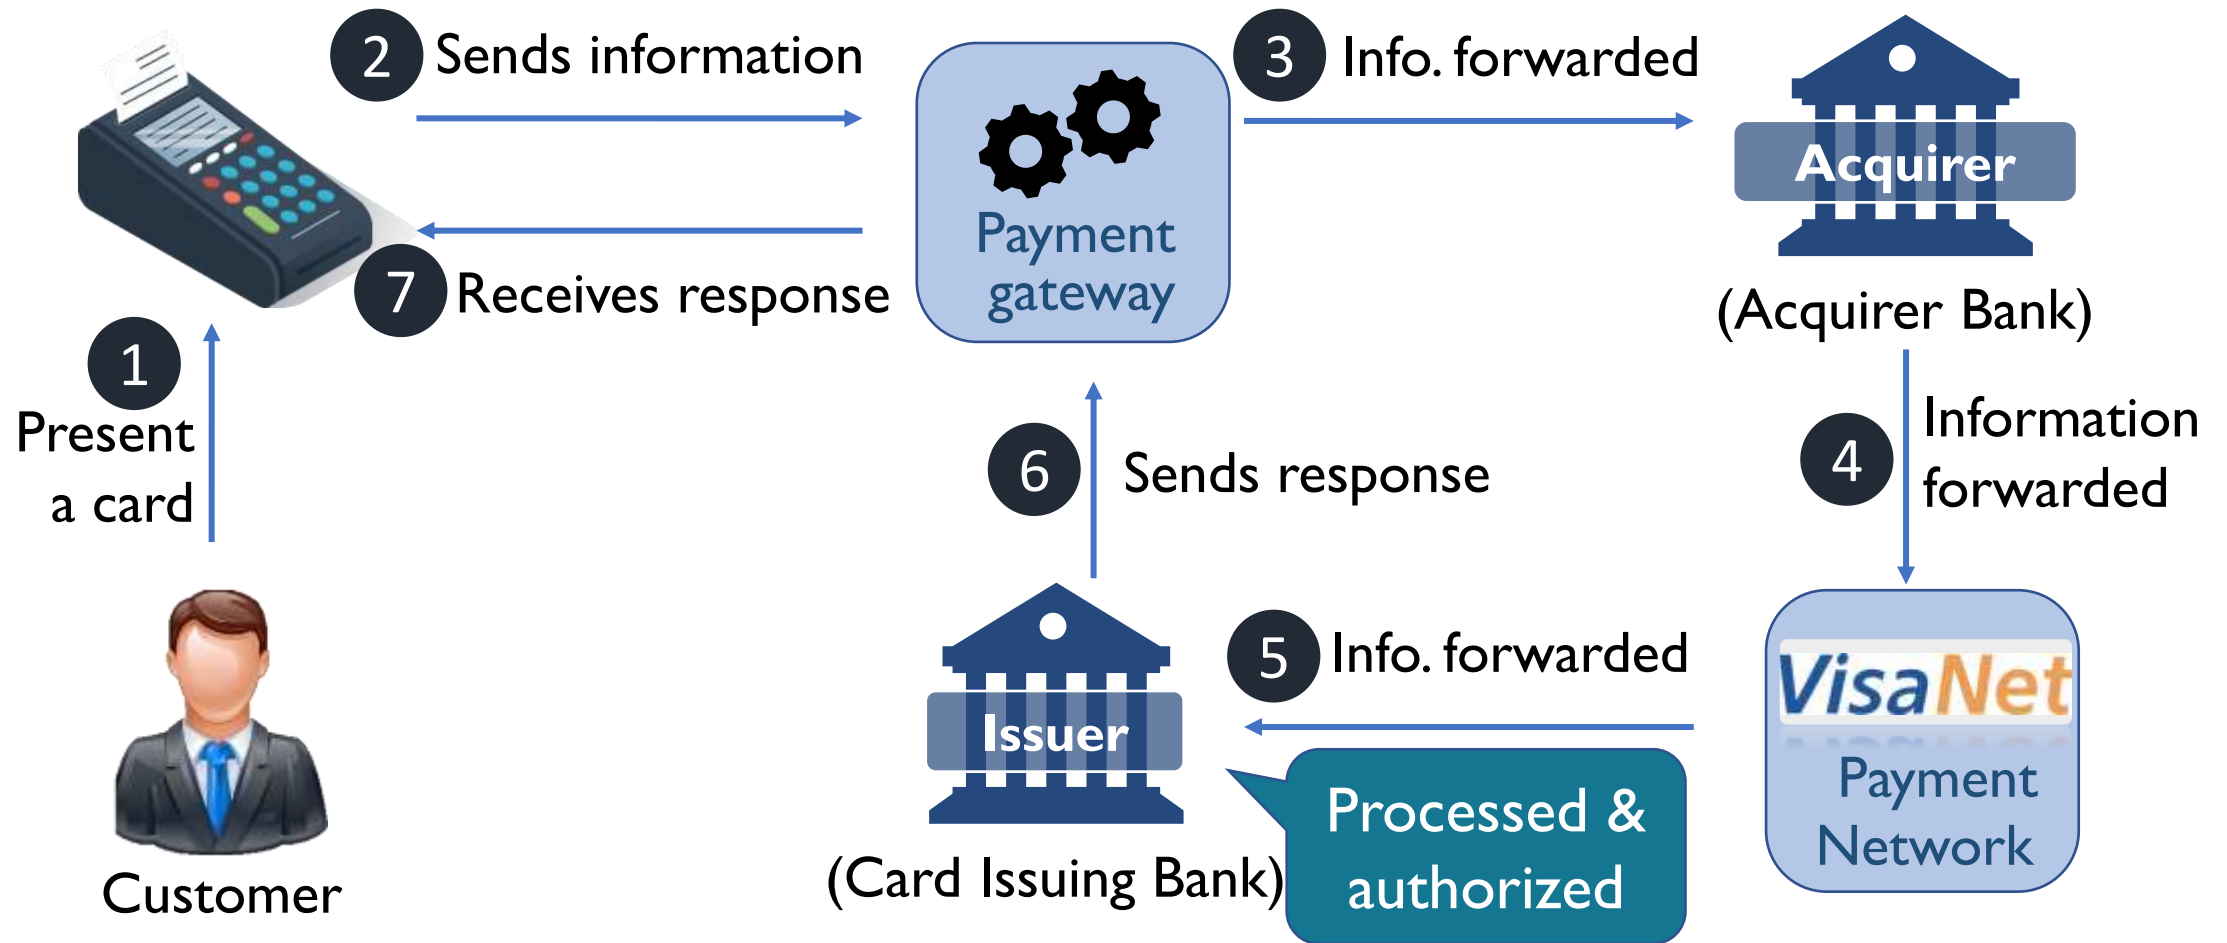 2 Sends information
3 Info. forwarded
Acquirer
(Acquirer Bank)
Payment
gateway
7 Receives response
1
Present
a card
4
Information
forwarded
6 Sends response
5 Info. forwarded
Issuer
(Card Issuing Bank)
Processed &
authorized
VisaNet
Payment
Network
Customer